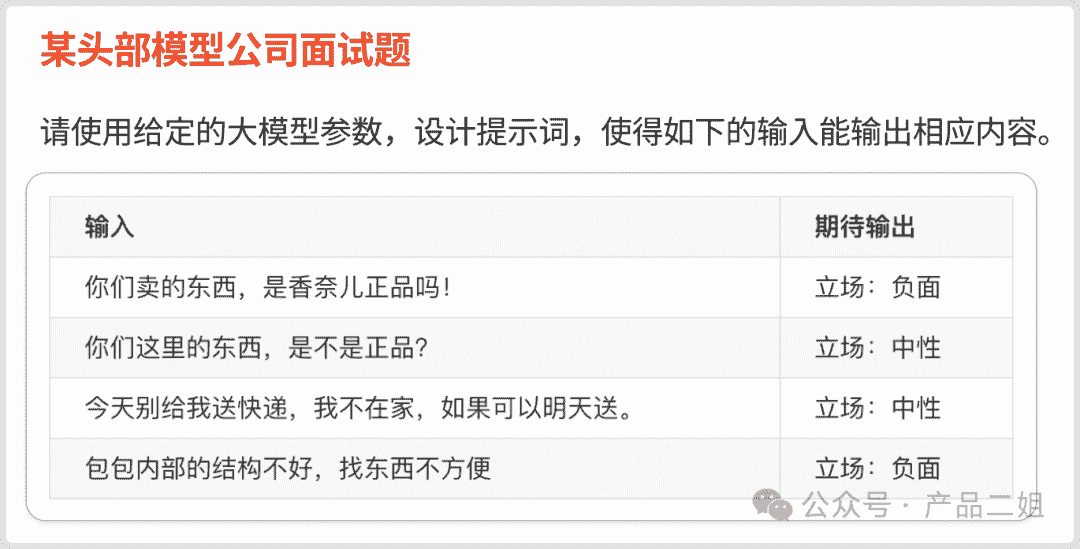 某头部模型公司面试题
请使用给定的大模型参数，设计提示词，使得如下的输入能输出相应内容。
输入 期待输出
你们卖的东西，是香奈儿正品吗！ 立场：负面
你们这里的东西，是不是正品？ 立场：中性
今天别给我送快递，我不在家，如果可以明天送。 立场：中性
包包内部的结构不好，找东西不方便 立场：负面
公众号 · 产品二姐